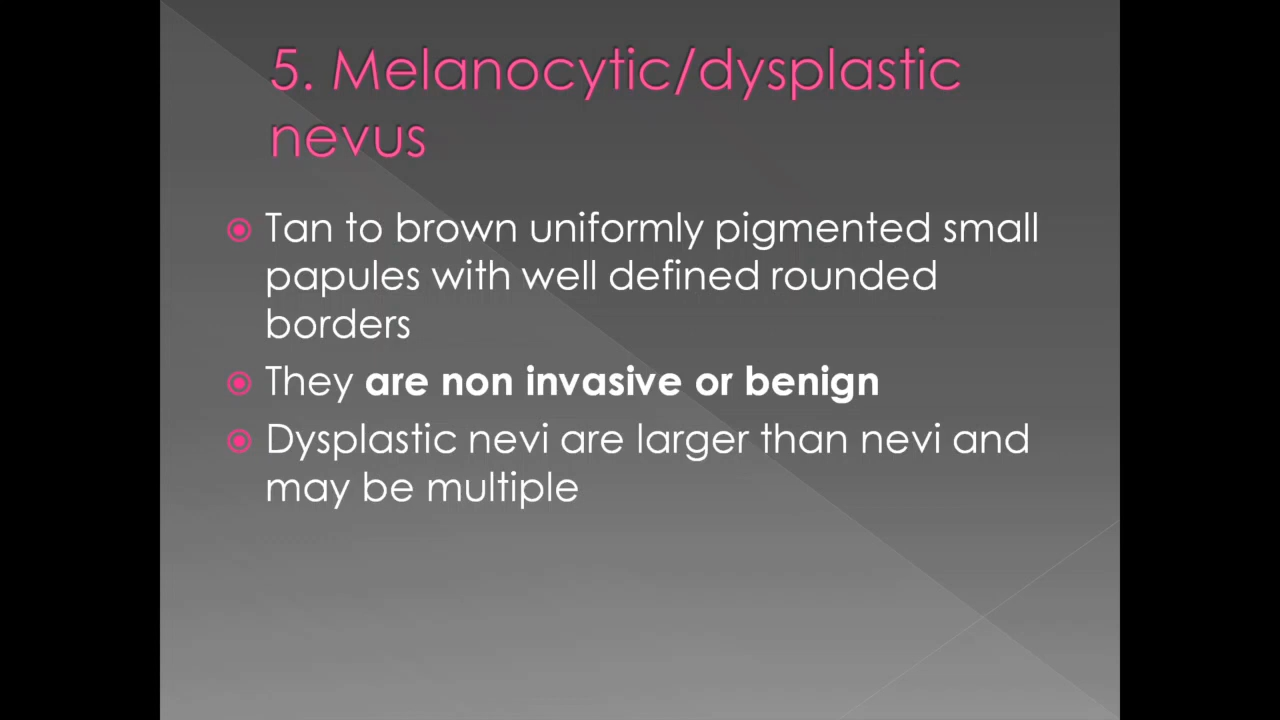 5. Melanocytic/dysplastic
nevus
Tan to brown uniformly pigmented small
papules with well defined rounded
borders
They are non invasive or benign
Dysplastic nevi are larger than nevi and
may be multiple